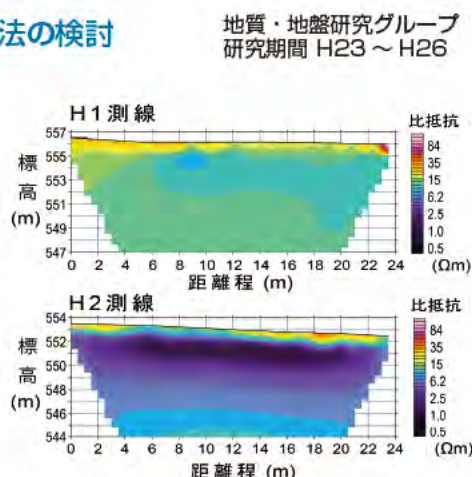 法の検討
地質・地盤研究グループ
研究期間 H23 ～ H26
H1測線
比抵抗
標高(m)
557
555
553
551
549
547
0 2 4 6 8 10 12 14 16 18 20 22 24
距離程 (m)
84
35
15
6.2
2.5
1.0
0.5
(Ωm)
H2測線
比抵抗
標高(m)
554
552
550
548
546
544
0 2 4 6 8 10 12 14 16 18 20 22 24
距離程 (m)
84
35
15
6.2
2.5
1.0
0.5
(Ωm)